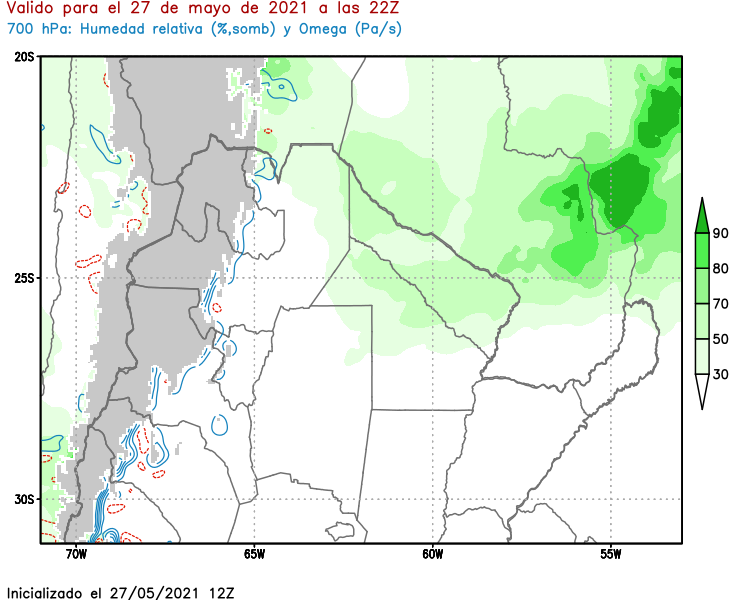 Valido para el 27 de mayo de 2021 a las 22Z
700 hPa: Humedad relativa (%,somb) y Omega (Pa/s)
20S
25S
30S
70W
65W
60W
55W
90
80
70
50
30
Inicializado el 27/05/2021 12Z